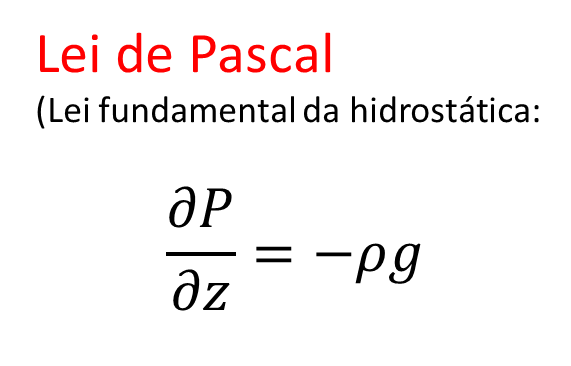 Lei de Pascal
(Lei fundamental da hidrostática:
∂P/∂z = −ρg